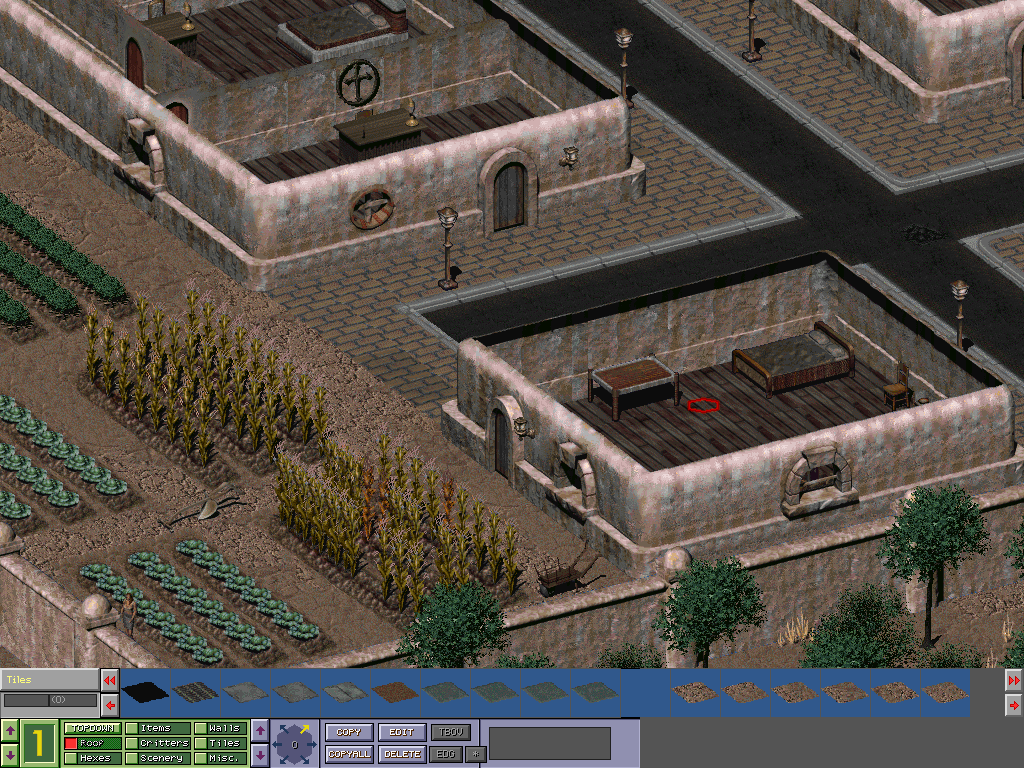 Tiles
(0)
1
TOPDOWN Items Walls
Roof Critters Tiles
Hexes Scenery Misc.
0
COPY EDIT TBOV
COPYALL DELETE EDG *